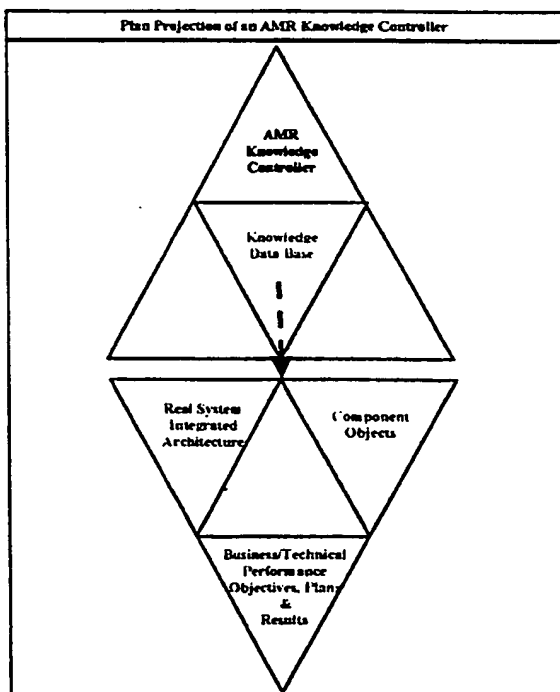 Plan Projection of an AMR Knowledge Controller
AMR
Knowledge
Controller
Knowledge
Data Base
Real System
Integrated
Architecture
Component
Objects
Business/Technical
Performance
Objectives, Plans
&
Results